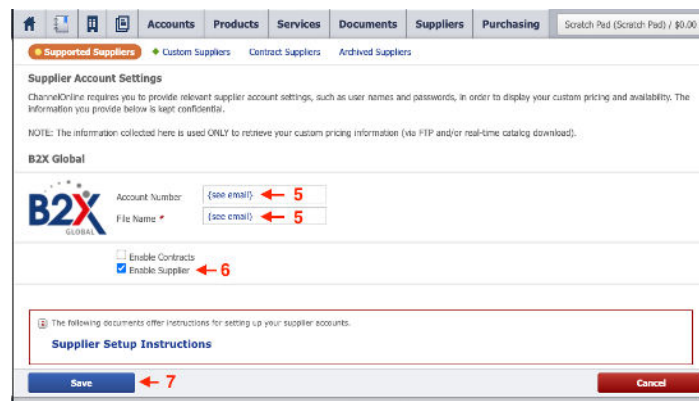 Accounts Products Services Documents Suppliers Purchasing Scratch Pad (Scratch Pad) / $0.00
Supported Suppliers Custom Suppliers Contract Suppliers Archived Suppliers
Supplier Account Settings
ChannelOnline requires you to provide relevant supplier account settings, such as user names and passwords, in order to display your custom pricing and availability. The
information you provide below is kept confidential.
NOTE: The information collected here is used ONLY to retrieve your custom pricing information (via FTP and/or real-time catalog download).
B2X Global
B2X
GLOBAL
Account Number {see email} 5
File Name * {see email} 5
Enable Contracts
Enable Supplier 6
The following documents offer instructions for setting up your supplier accounts.
Supplier Setup Instructions
Save 7 Cancel